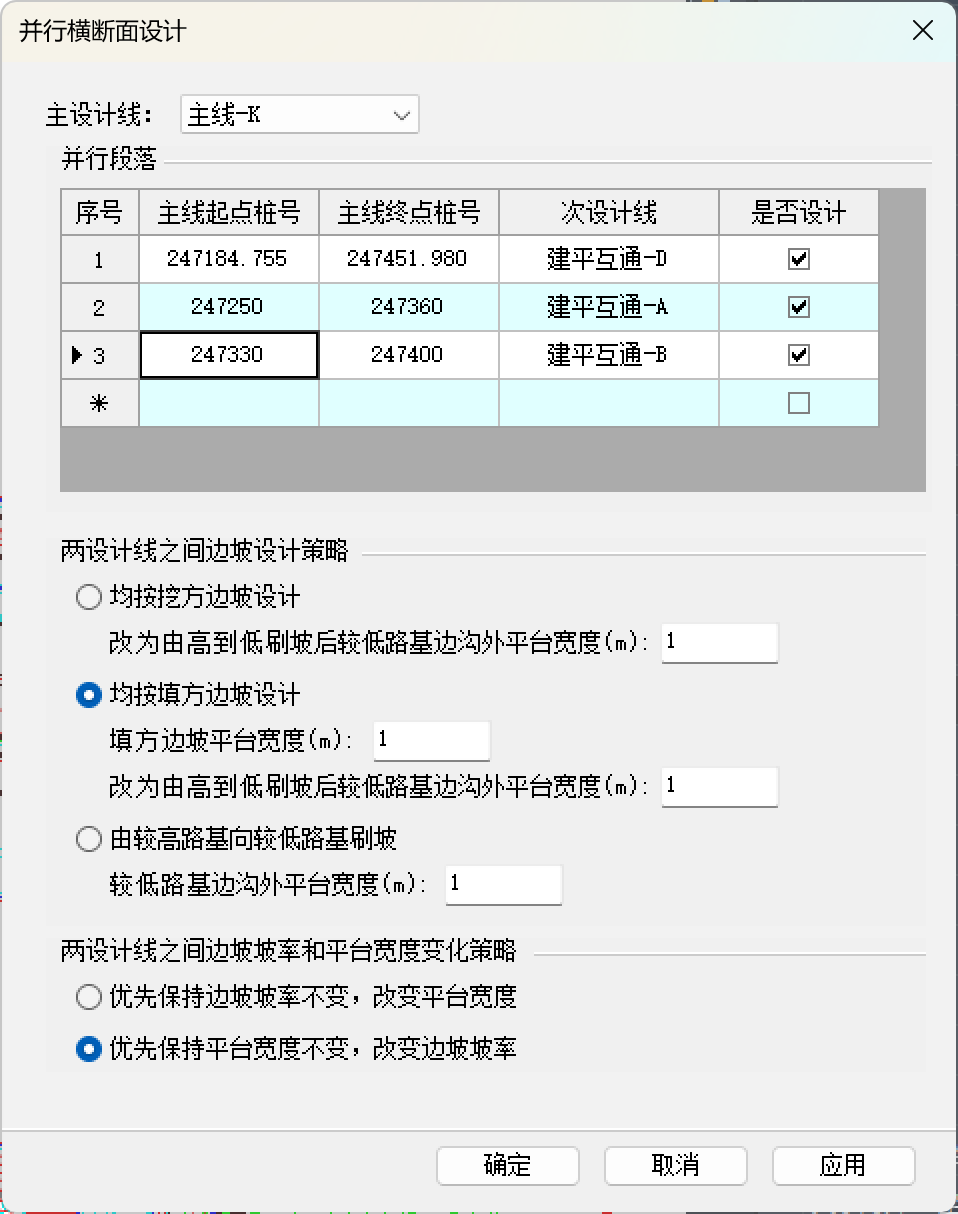 并行横断面设计
主设计线： 主线-K
并行段落
序号 主线起点桩号 主线终点桩号 次设计线 是否设计
1 247184.755 247451.980 建平互通-D
2 247250 247360 建平互通-A
3 247330 247400 建平互通-B
*
两设计线之间边坡设计策略
均按挖方边坡设计
改为由高到低刷坡后较低路基边沟外平台宽度(m): 1
均按填方边坡设计
填方边坡平台宽度(m): 1
改为由高到低刷坡后较低路基边沟外平台宽度(m): 1
由较高路基向较低路基刷坡
较低路基边沟外平台宽度(m): 1
两设计线之间边坡坡率和平台宽度变化策略
优先保持边坡坡率不变，改变平台宽度
优先保持平台宽度不变，改变边坡坡率
确定 取消 应用